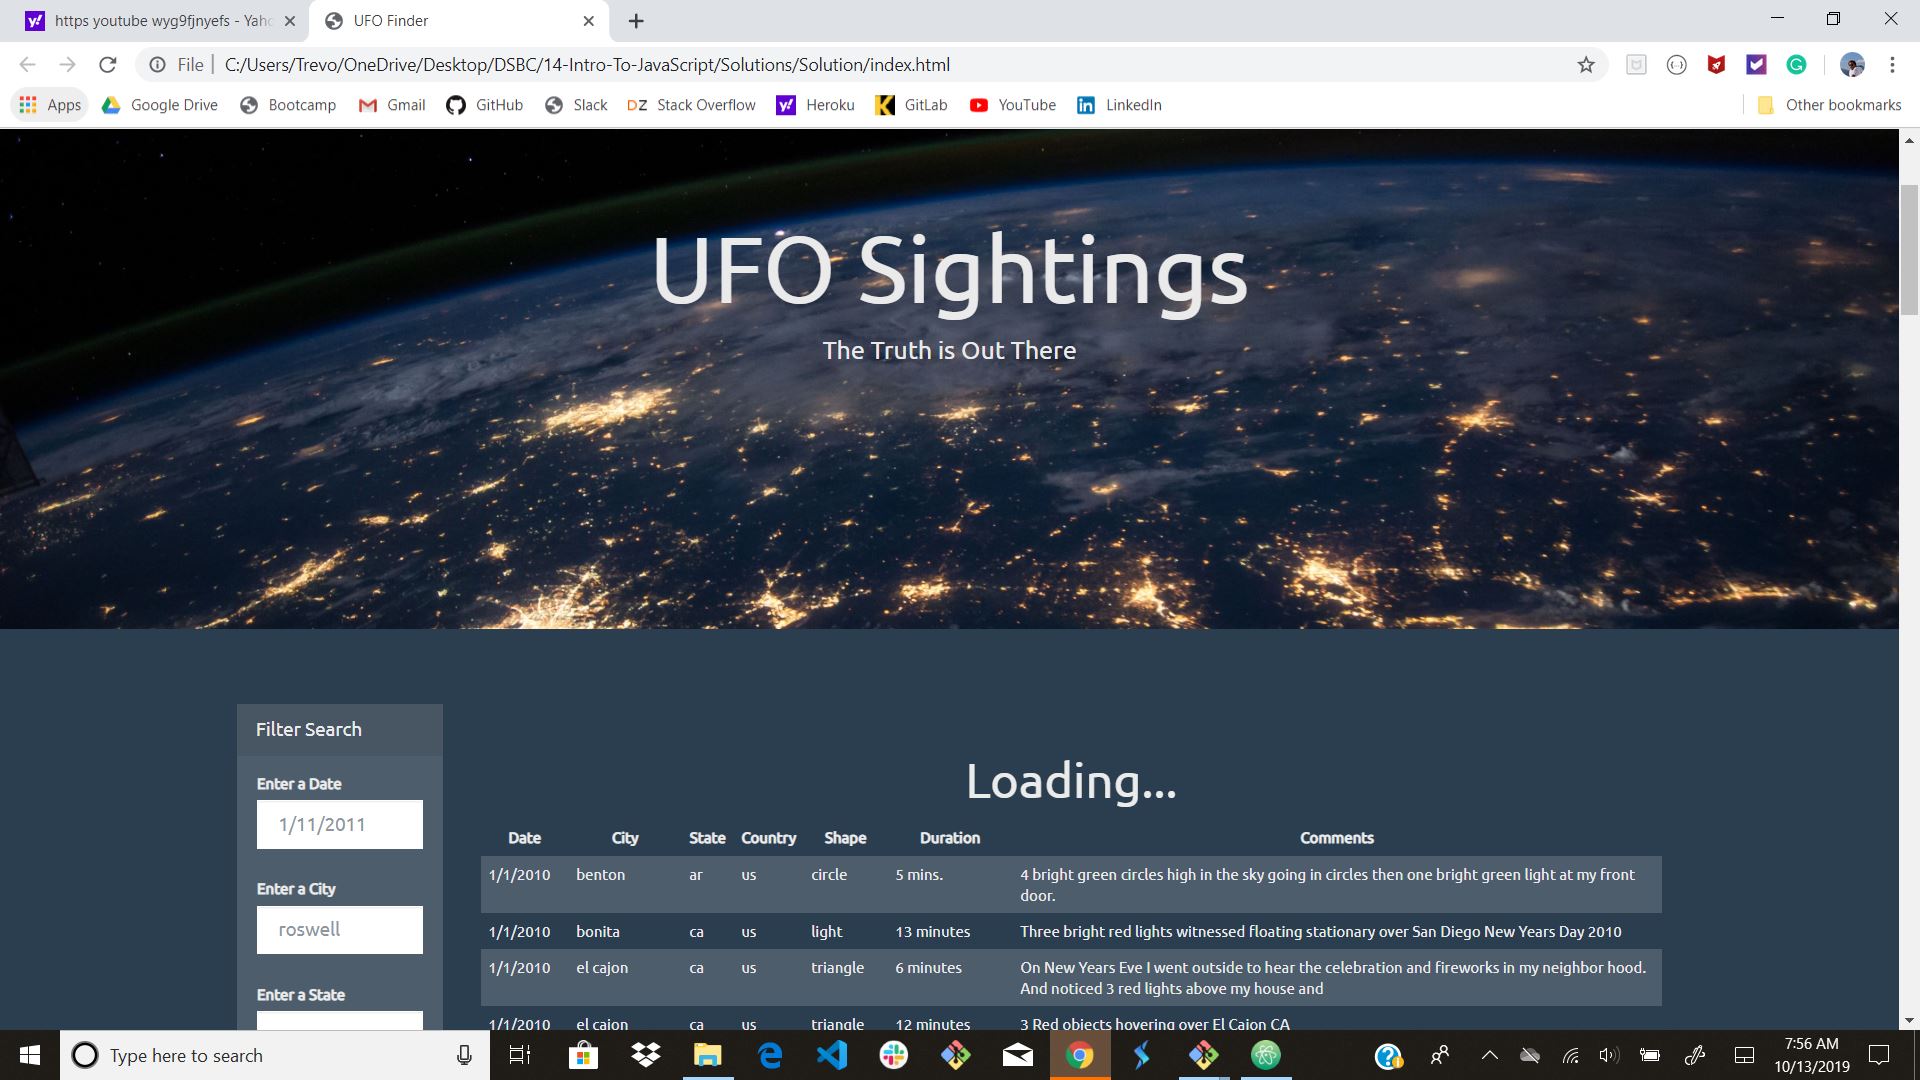 https youtube wyg9fjnyefs - Yaho
UFO Finder
File
C:/Users/Trevo/OneDrive/Desktop/DSBC/14-Intro-To-JavaScript/Solutions/Solution/index.html
Apps Google Drive Bootcamp Gmail GitHub Slack DZ Stack Overflow y! Heroku GitLab YouTube LinkedIn Other bookmarks
UFO Sightings
The Truth is Out There
Filter Search
Enter a Date
1/11/2011
Enter a City
roswell
Enter a State
Loading...
Date City State Country Shape Duration Comments
1/1/2010 benton ar us circle 5 mins. 4 bright green circles high in the sky going in circles then one bright green light at my front
door.
1/1/2010 bonita ca us light 13 minutes Three bright red lights witnessed floating stationary over San Diego New Years Day 2010
1/1/2010 el cajon ca us triangle 6 minutes On New Years Eve I went outside to hear the celebration and fireworks in my neighbor hood.
And noticed 3 red lights above my house and
1/1/2010 el cajon ca us triangle 12 minutes 3 Red objects hovering over El Cajon CA
Type here to search
7:56 AM
10/13/2019